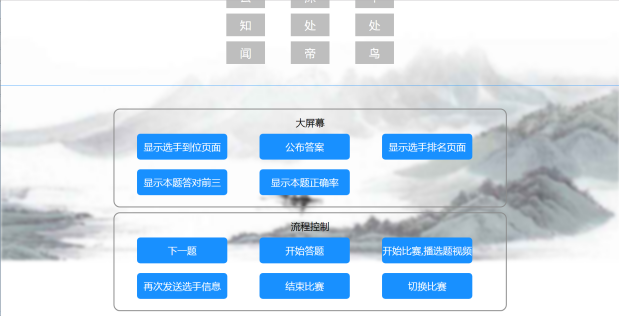 知 处 处
闻 帝 鸟
大屏幕
显示选手到位页面 公布答案 显示选手排名页面
显示本题答对前三 显示本题正确率
流程控制
下一题 开始答题 开始比赛,播选题视频
再次发送选手信息 结束比赛 切换比赛